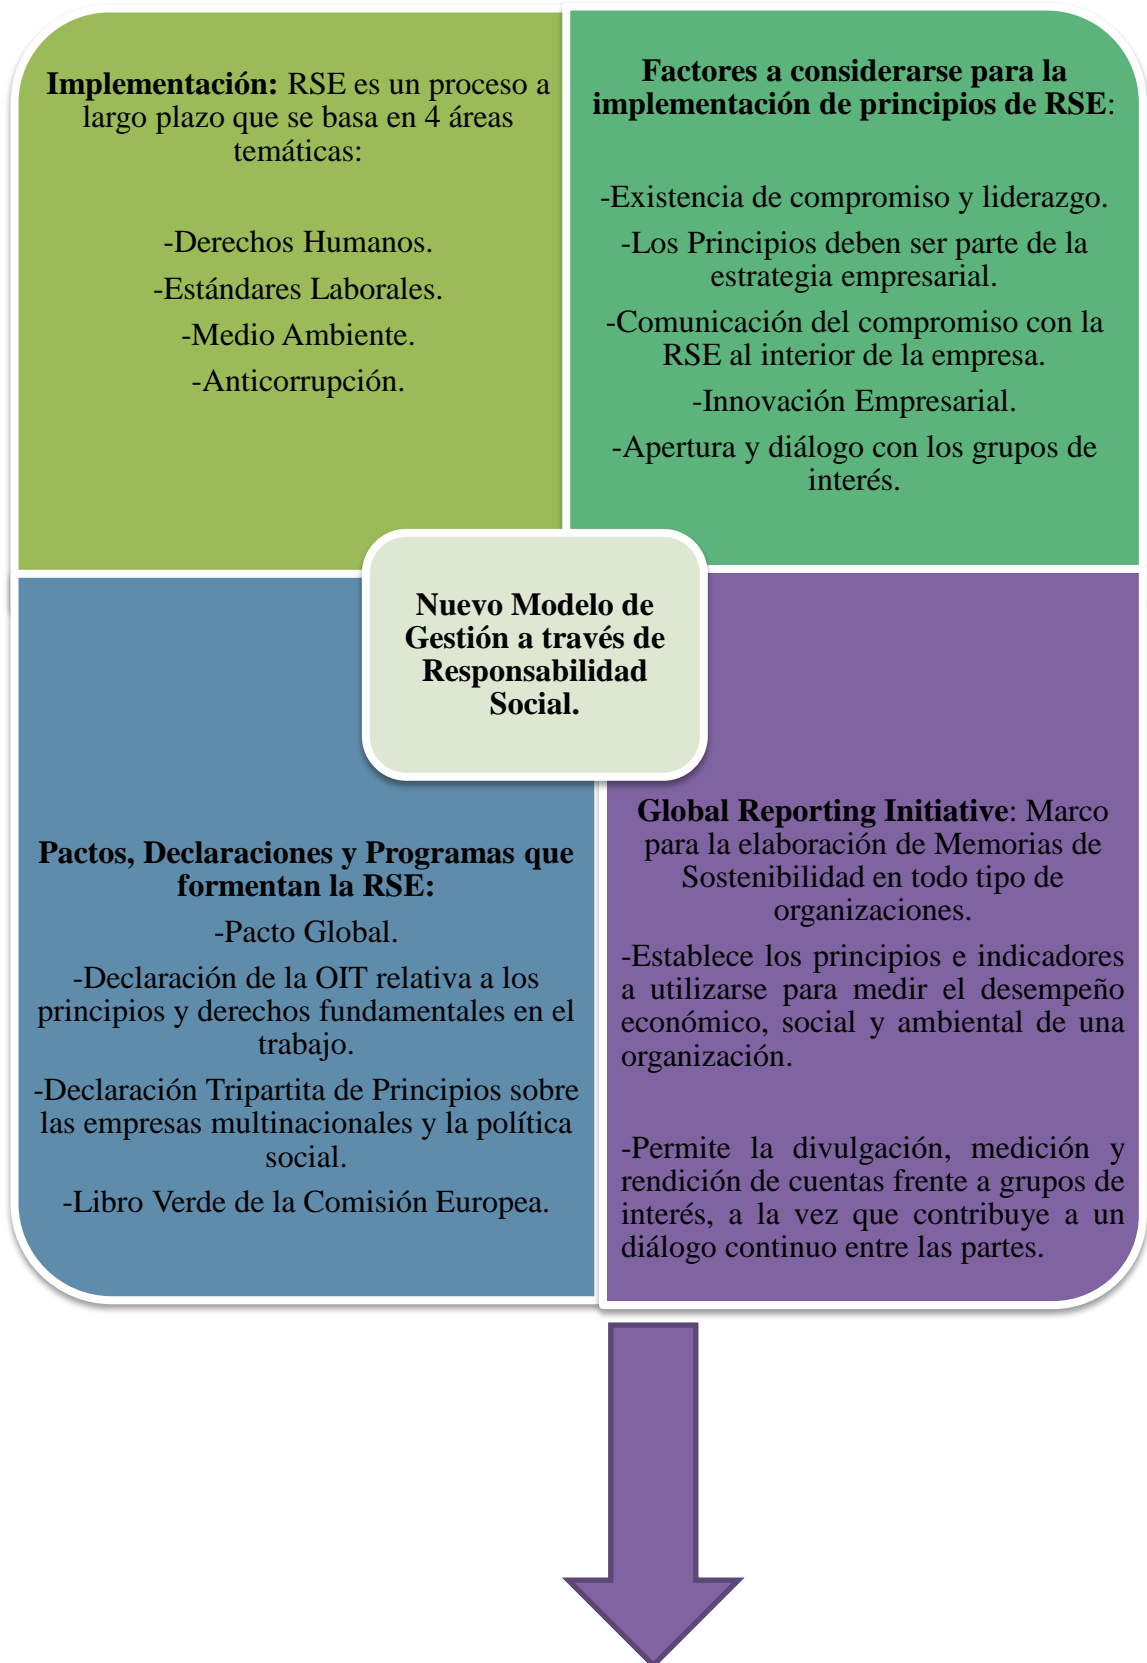 Implementación: RSE es un proceso a
largo plazo que se basa en 4 áreas
temáticas:
-Derechos Humanos.
-Estándares Laborales.
-Medio Ambiente.
-Anticorrupción.
Factores a considerarse para la
implementación de principios de RSE:
-Existencia de compromiso y liderazgo.
-Los Principios deben ser parte de la
estrategia empresarial.
-Comunicación del compromiso con la
RSE al interior de la empresa.
-Innovación Empresarial.
-Apertura y diálogo con los grupos de
interés.
Nuevo Modelo de
Gestión a través de
Responsabilidad
Social.
Pactos, Declaraciones y Programas que
formentan la RSE:
-Pacto Global.
-Declaración de la OIT relativa a los
principios y derechos fundamentales en el
trabajo.
-Declaración Tripartita de Principios sobre
las empresas multinacionales y la política
social.
-Libro Verde de la Comisión Europea.
Global Reporting Initiative: Marco
para la elaboración de Memorias de
Sostenibilidad en todo tipo de
organizaciones.
-Establece los principios e indicadores
a utilizarse para medir el desempeño
económico, social y ambiental de una
organización.
-Permite la divulgación, medición y
rendición de cuentas frente a grupos de
interés, a la vez que contribuye a un
diálogo continuo entre las partes.